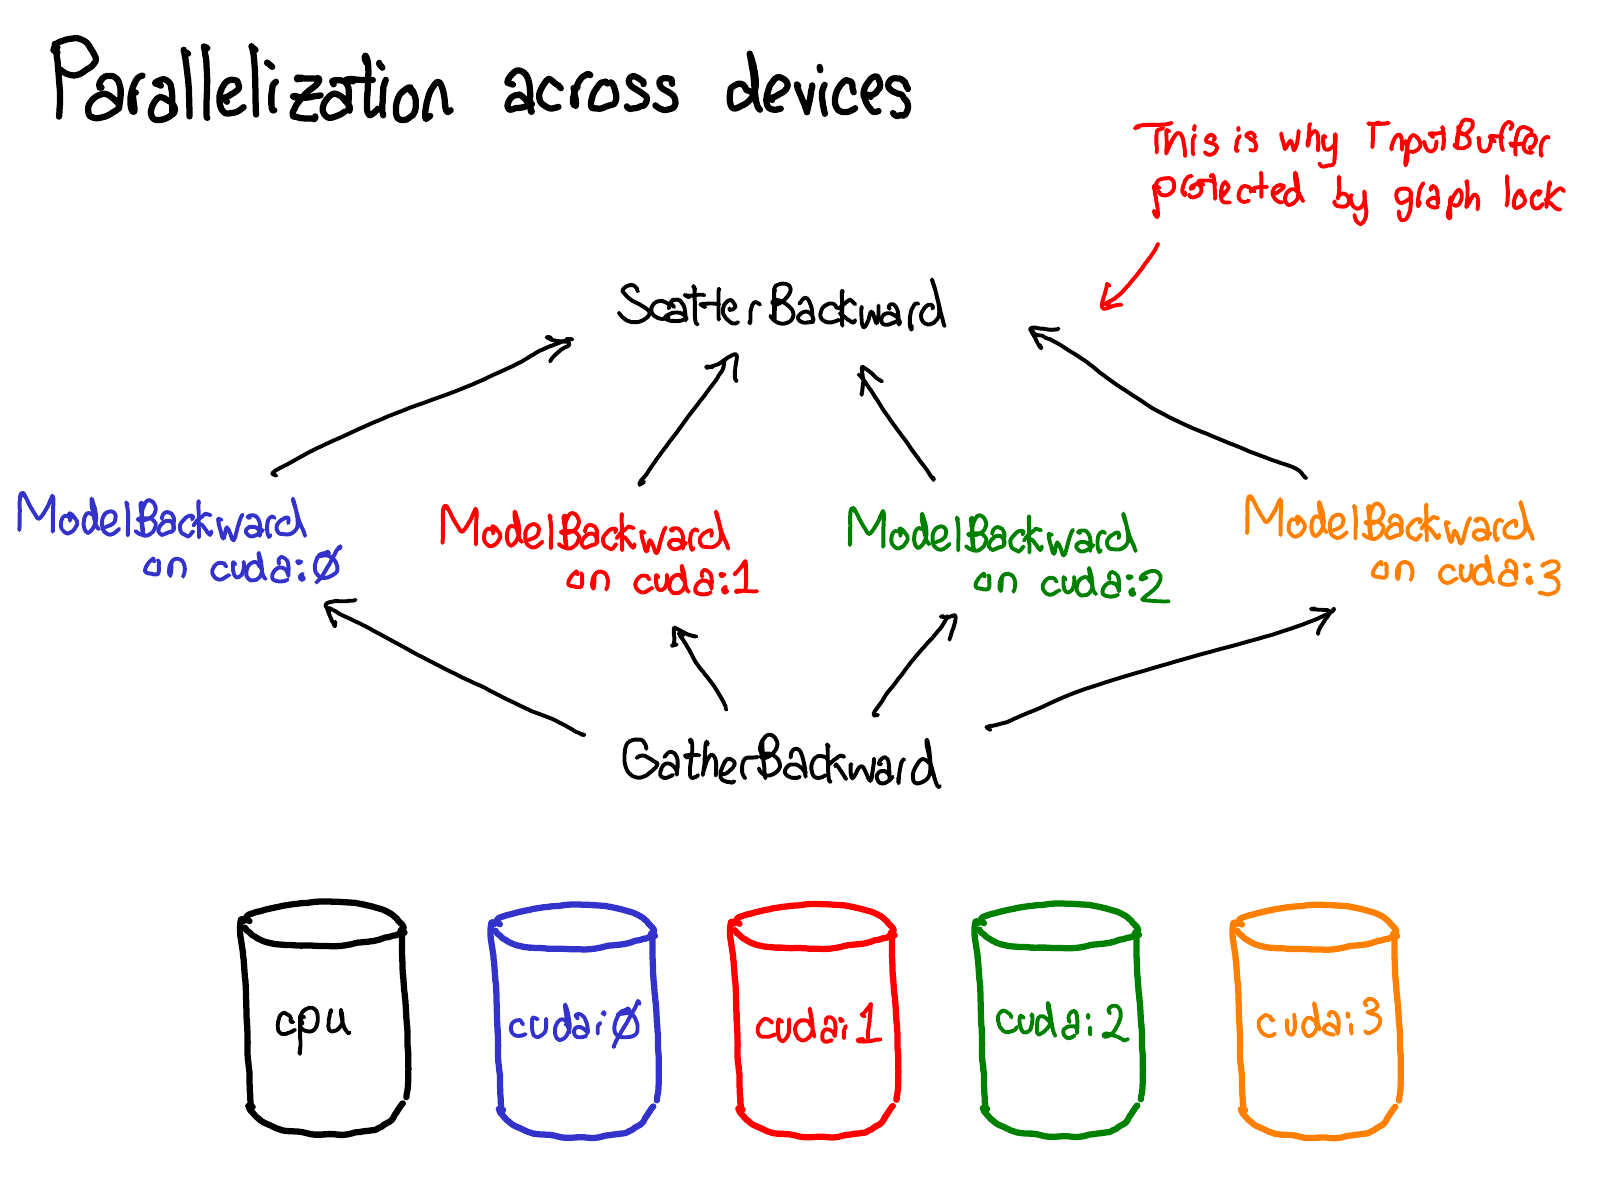 Parallelization across devices
This is why InputBuffer
protected by graph lock
ScatterBackward
ModelBackward
on cuda:0
ModelBackward
on cuda:1
ModelBackward
on cuda:2
ModelBackward
on cuda:3
GatherBackward
cpu
cuda:0
cuda:1
cuda:2
cuda:3